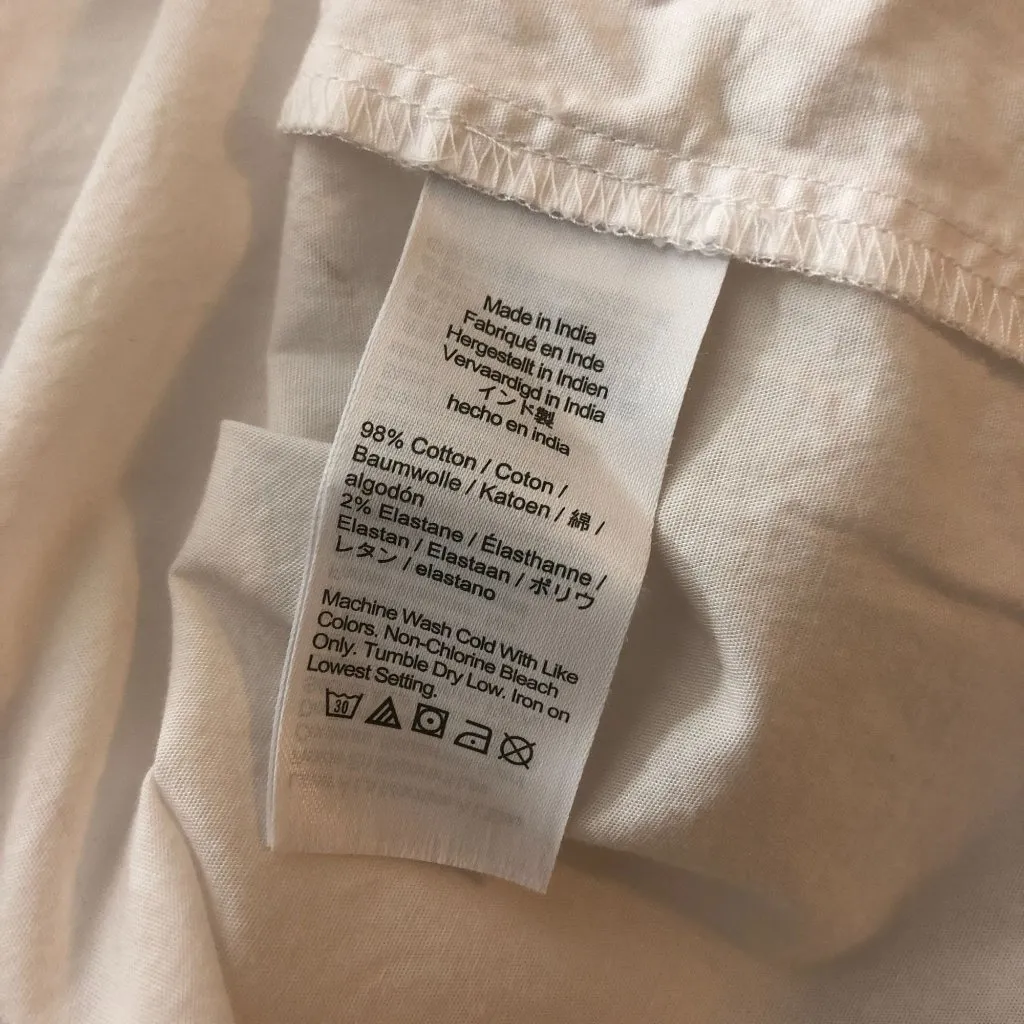 Made in India
Fabriqué en Inde
Hergestellt in Indien
Vervaardigd in India
インド製
hecho en india
98% Cotton / Coton /
Baumwolle / Katoen / 綿 /
algodón
2% Elastane / Élasthanne /
Elastan / Elastaan / ポリウ
レタン / elastano
Machine Wash Cold With Like
Colors. Non-Chlorine Bleach
Only. Tumble Dry Low. Iron on
Lowest Setting.
30